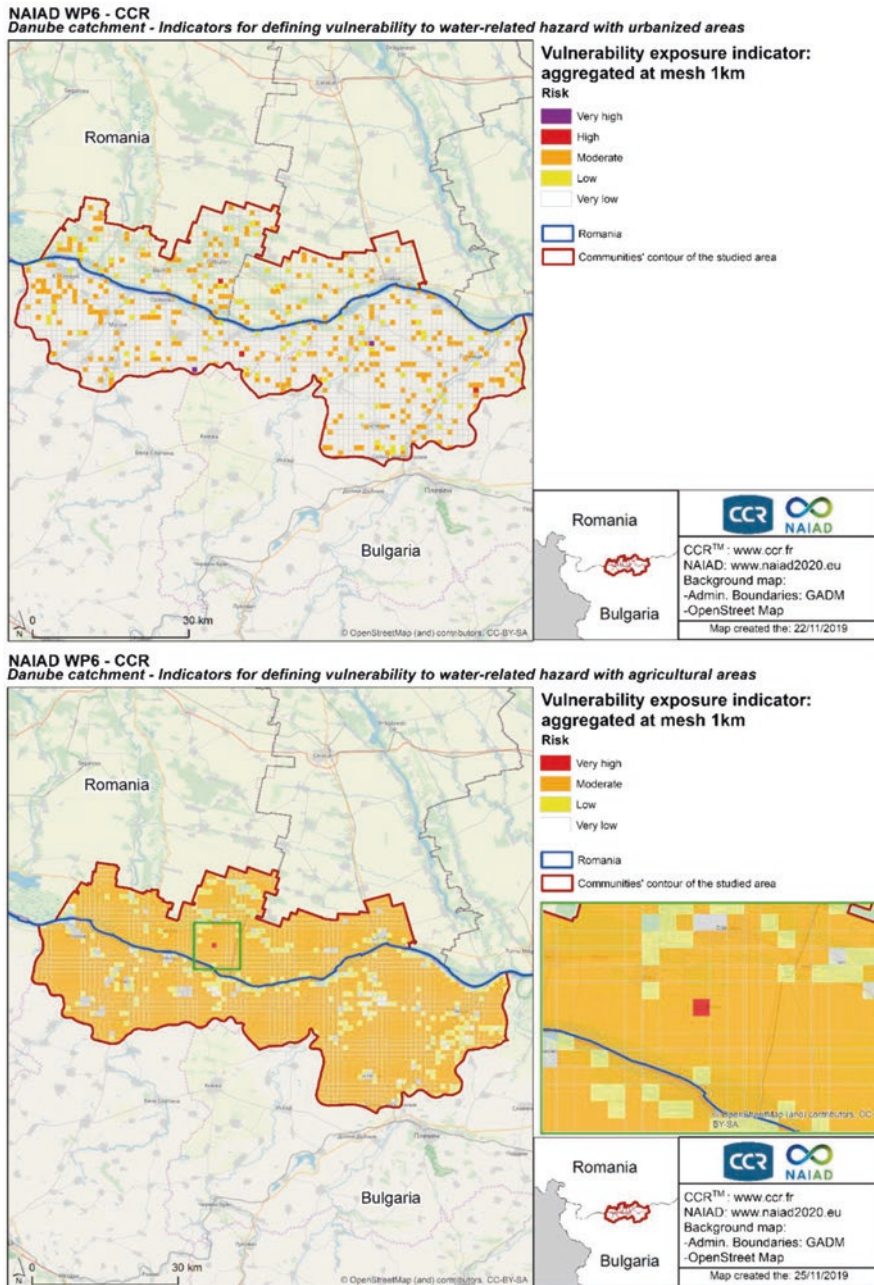 NAIAD WP6 - CCR
Danube catchment - Indicators for defining vulnerability to water-related hazard with urbanized areas
Romania
Bulgaria
0
30 km
N
© OpenStreetMap (and) contributors, CC-BY-SA
Vulnerability exposure indicator:
aggregated at mesh 1km
Risk
Very high
High
Moderate
Low
Very low
Romania
Communities' contour of the studied area
Romania
Bulgaria
CCR
NAIAD
CCR™ : www.ccr.fr
NAIAD: www.naiad2020.eu
Background map:
-Admin. Boundaries: GADM
-OpenStreet Map
Map created the: 22/11/2019
NAIAD WP6 - CCR
Danube catchment - Indicators for defining vulnerability to water-related hazard with agricultural areas
Romania
Bulgaria
0
30 km
N
© OpenStreetMap (and) contributors, CC-BY-SA
Vulnerability exposure indicator:
aggregated at mesh 1km
Risk
Very high
Moderate
Low
Very low
Romania
Communities' contour of the studied area
© OpenStreetMap (and) contributors, CC-
BY-SA
Romania
Bulgaria
CCR
NAIAD
CCR™ : www.ccr.fr
NAIAD: www.naiad2020.eu
Background map:
-Admin. Boundaries: GADM
-OpenStreet Map
Map created the: 25/11/2019